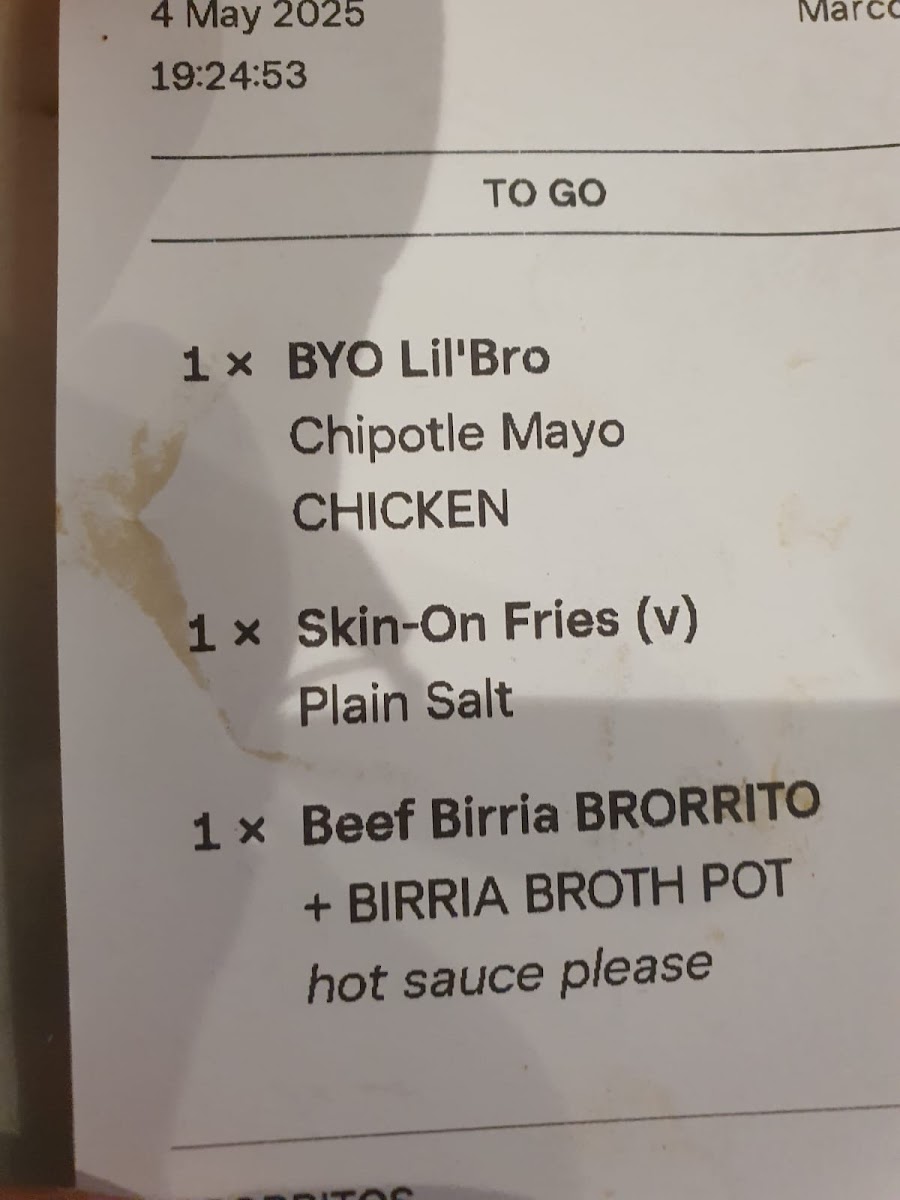 4 May 2025
19:24:53
TO GO
1 × BYO Lil'Bro
Chipotle Mayo
CHICKEN
1 × Skin-On Fries (v)
Plain Salt
1 × Beef Birria BRORRITO
+ BIRRIA BROTH POT
hot sauce please